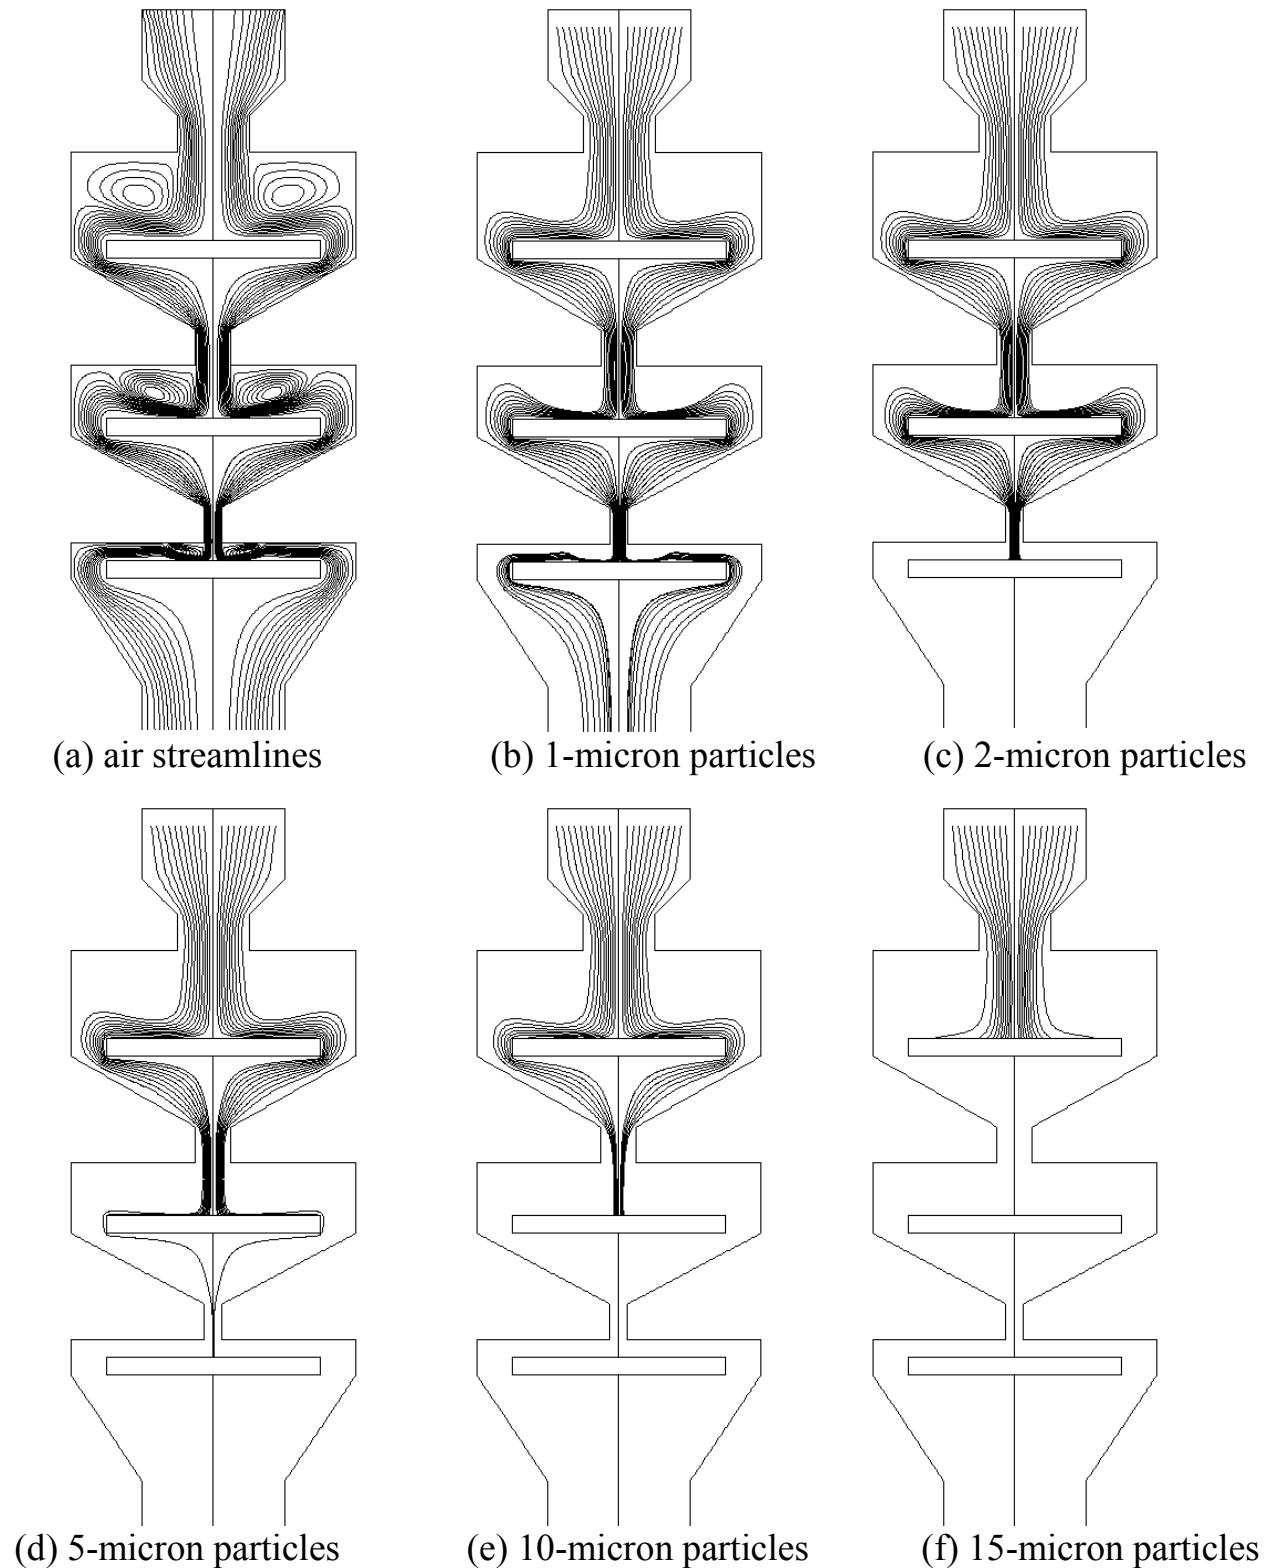 (a) air streamlines
(b) 1-micron particles
(c) 2-micron particles
(d) 5-micron particles
(e) 10-micron particles
(f) 15-micron particles